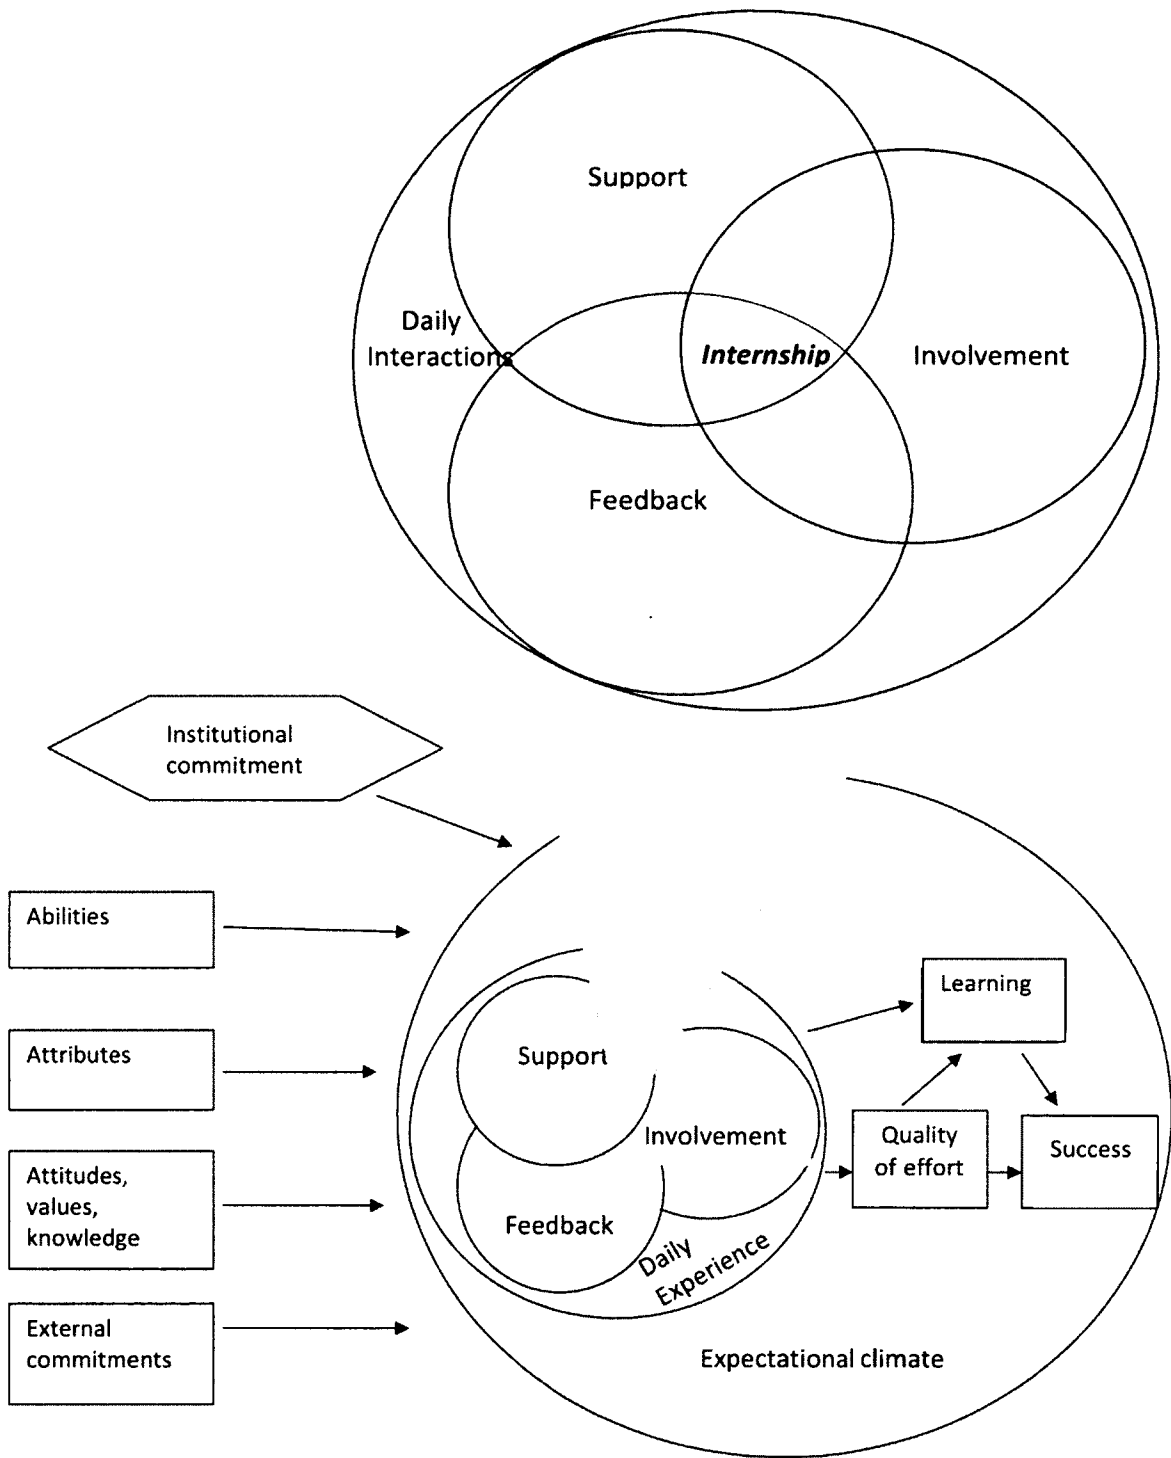 Support
Daily
Interactions
Internship
Involvement
Feedback
Institutional
commitment
Abilities
Attributes
Attitudes,
values,
knowledge
External
commitments
Support
Involvement
Feedback
Daily
Experience
Learning
Quality
of effort
Success
Expectational climate